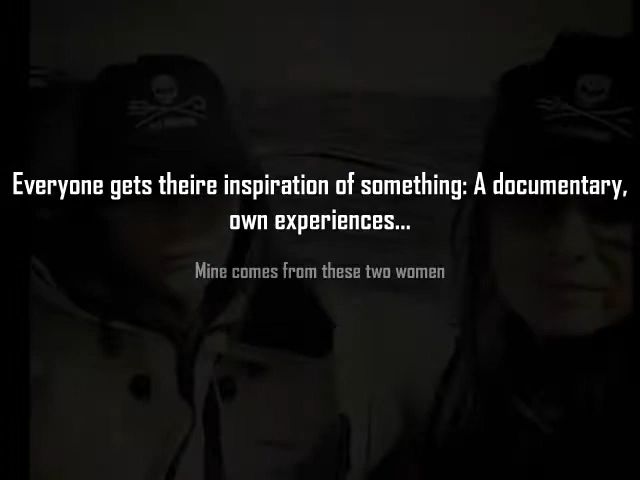 Everyone gets theire inspiration of something: A documentary,
own experiences...
Mine comes from these two women